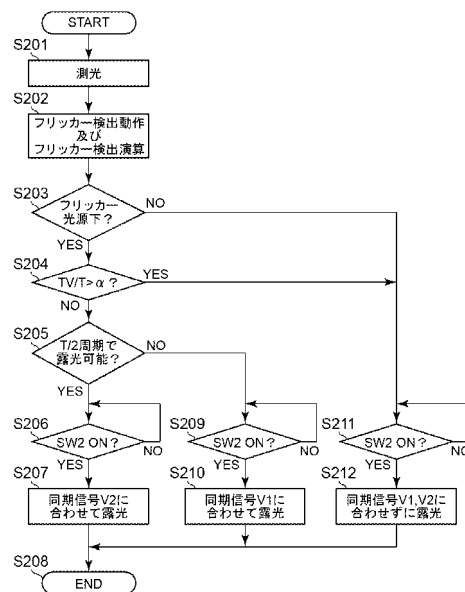 START
S201
測光
S202
フリッカー検出動作
及び
フリッカー検出演算
S203
フリッカー
光源下？
NO
YES
S204
TV/T>α？
YES
NO
S205
T/2周期で
露光可能？
NO
YES
S206
SW2 ON？
NO
YES
S209
SW2 ON？
NO
YES
S211
SW2 ON？
NO
YES
S207
同期信号V2に
合わせて露光
S210
同期信号V1に
合わせて露光
S212
同期信号V1,V2に
合わせずに露光
S208
END